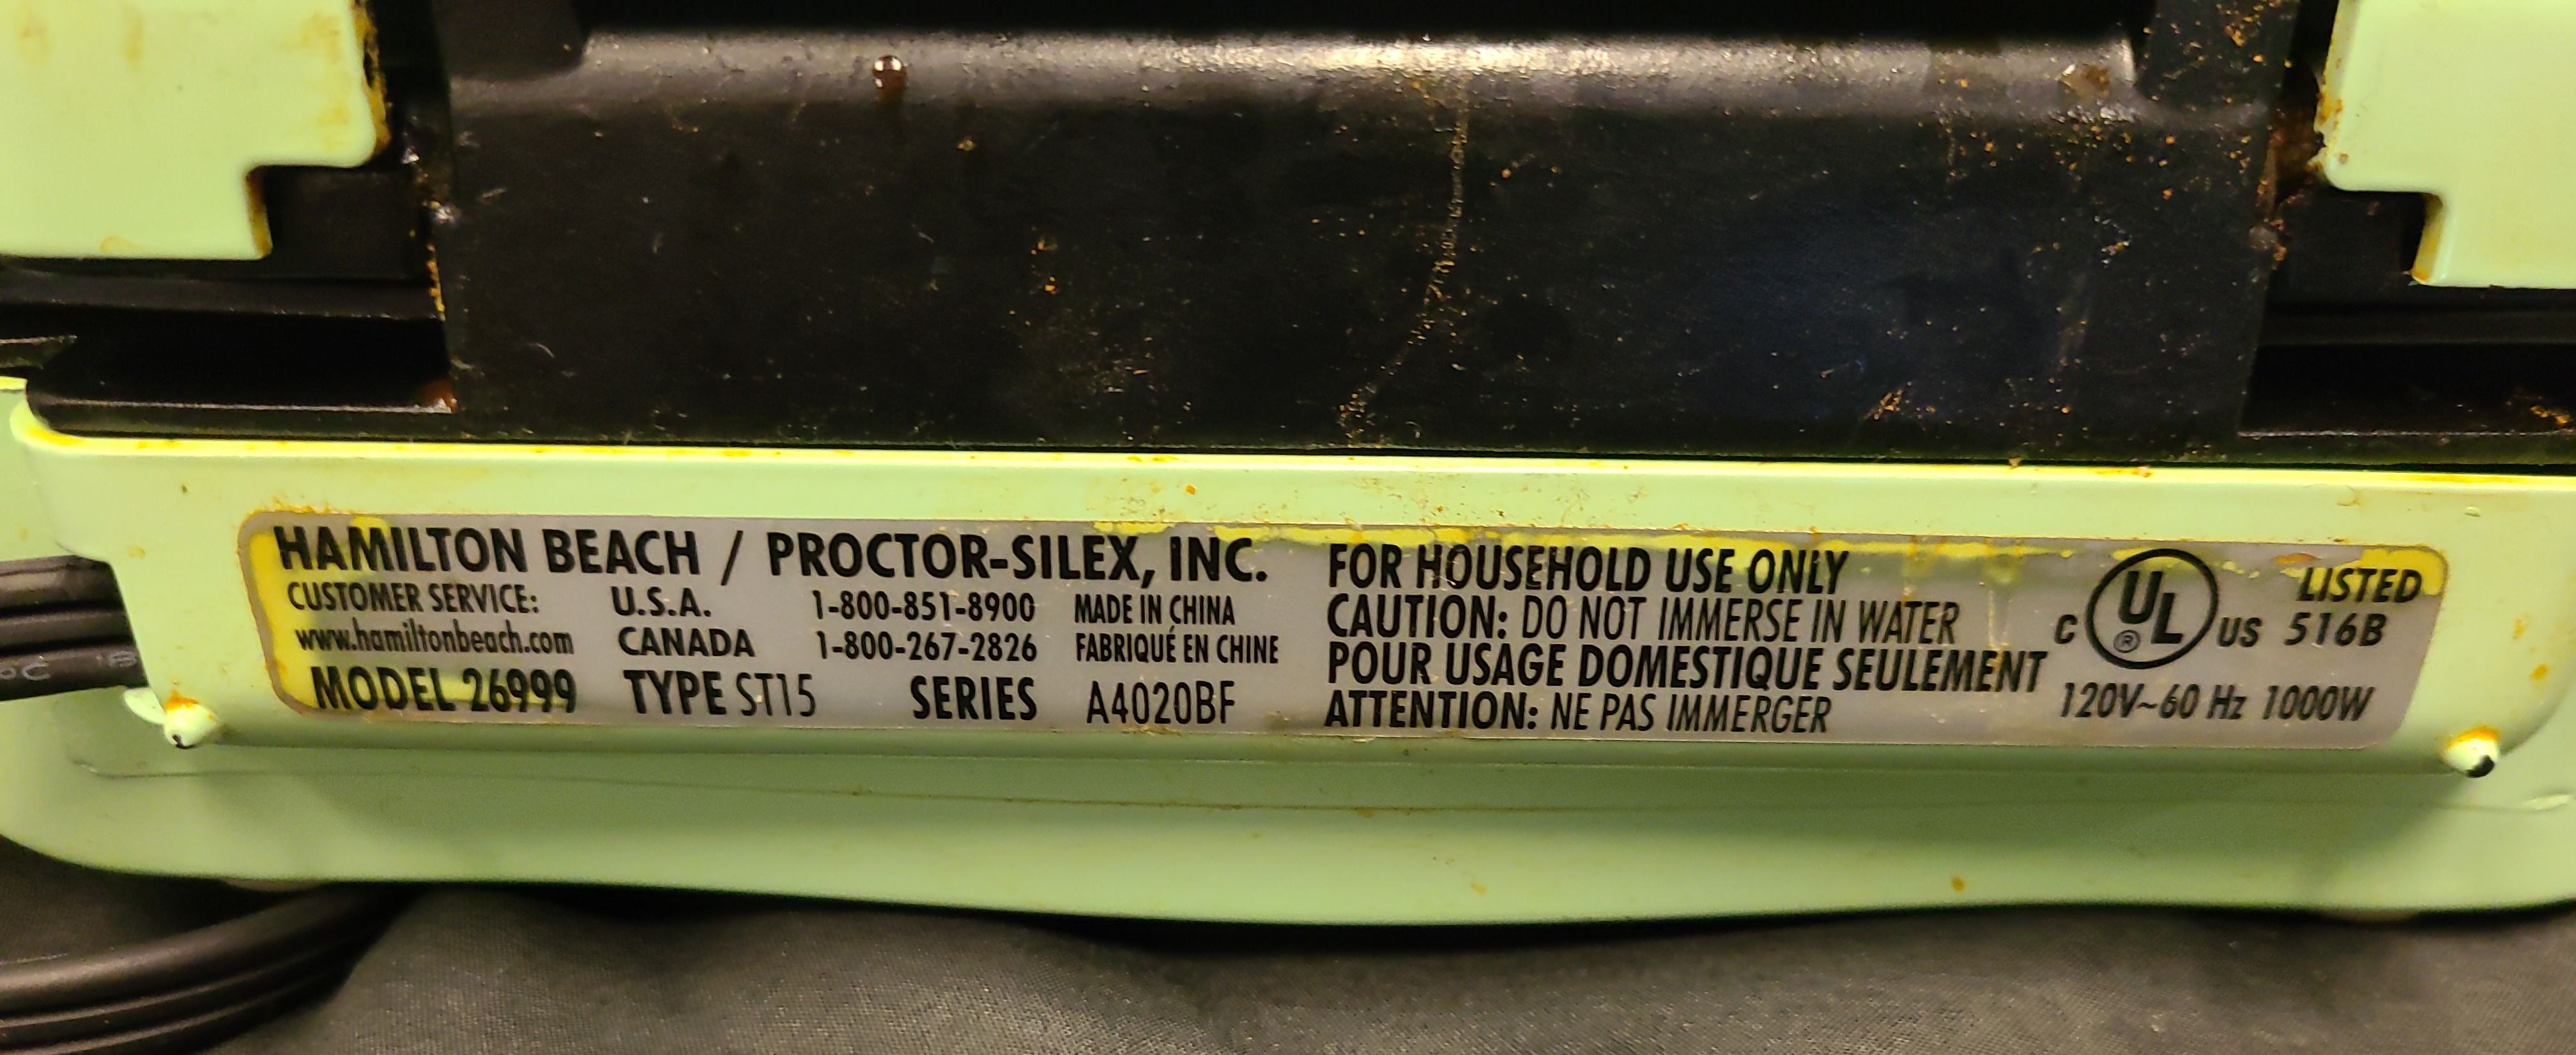 HAMILTON BEACH / PROCTOR-SILEX, INC.
CUSTOMER SERVICE: U.S.A. 1-800-851-8900 MADE IN CHINA
www.hamiltonbeach.com CANADA 1-800-267-2826 FABRIQUÉ EN CHINE
MODEL 26999 TYPE ST15 SERIES A4020BF
FOR HOUSEHOLD USE ONLY
CAUTION: DO NOT IMMERSE IN WATER
POUR USAGE DOMESTIQUE SEULEMENT
ATTENTION: NE PAS IMMERGER
LISTED
C UL® US 516B
120V~60 Hz 1000W